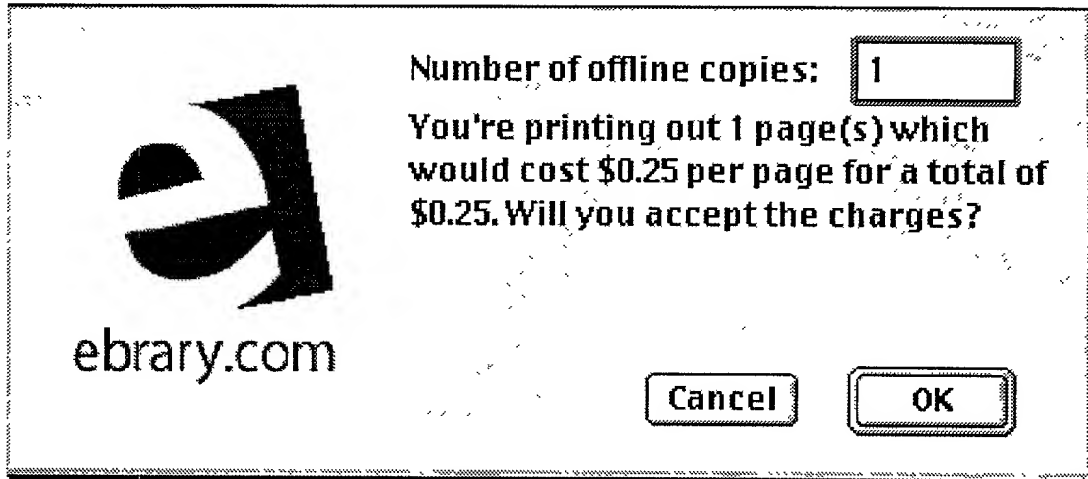 Number of offline copies: 1
You're printing out 1 page(s) which
would cost $0.25 per page for a total of
$0.25. Will you accept the charges?
ebrary.com
Cancel OK